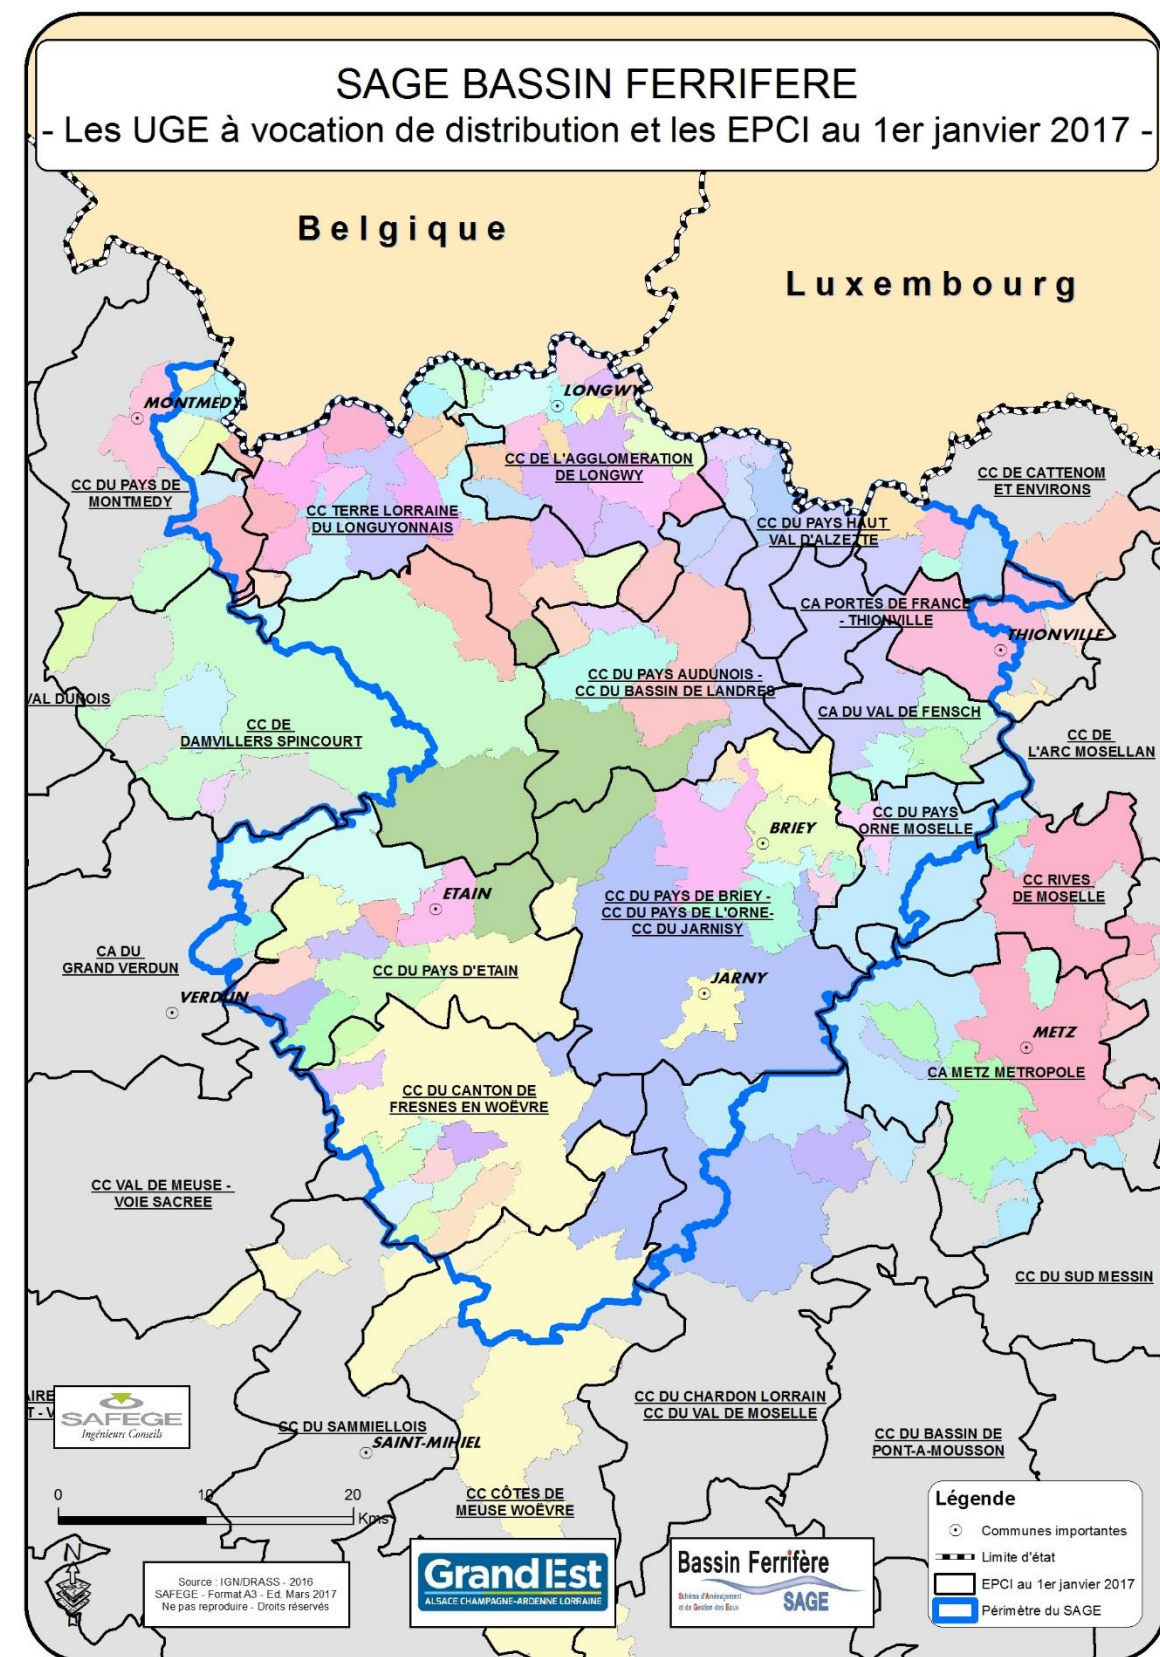 SAGE BASSIN FERRIFERE
- Les UGE à vocation de distribution et les EPCI au 1er janvier 2017 -
Belgique
Luxembourg
LONGWY
MONTMEDY
CC DE L'AGGLOMERATION
DE LONGWY
CC DE CATTENOM
ET ENVIRONS
CC DU PAYS DE
MONTMEDY
CC TERRE LORRAINE
DU LONGUYONNAIS
CC DU PAYS HAUT
VAL D'ALZETTE
CA PORTES DE FRANCE
- THIONVILLE
THIONVILLE
CC DU PAYS AUDUNOIS -
CC DU BASSIN DE LANDRES
VAL DUNOIS
CA DU VAL DE FENSCH
CC DE
DAMVILLERS SPINCOURT
CC DE
L'ARC MOSELLAN
CC DU PAYS
ORNE MOSELLE
BRIEY
CC RIVES
DE MOSELLE
ETAIN
CC DU PAYS DE BRIEY -
CC DU PAYS DE L'ORNE-
CC DU JARNISY
CA DU
GRAND VERDUN
CC DU PAYS D'ETAIN
JARNY
VERDUN
METZ
CA METZ METROPOLE
CC DU CANTON DE
FRESNES EN WOËVRE
CC VAL DE MEUSE -
VOIE SACREE
CC DU SUD MESSIN
CC DU CHARDON LORRAIN
CC DU VAL DE MOSELLE
SAFEGE
Ingénieurs Conseils
CC DU SAMMIELLOIS
SAINT-MIHIEL
CC DU BASSIN DE
PONT-A-MOUSSON
CC CÔTES DE
MEUSE WOËVRE
0 10 20
Kms
N
Source : IGN/DRASS - 2016
SAFEGE - Format A3 - Ed. Mars 2017
Ne pas reproduire - Droits réservés
Grand Est
ALSACE CHAMPAGNE-ARDENNE LORRAINE
Bassin Ferrifère
Schéma d'Aménagement
et de Gestion des Eaux
SAGE
Légende
Communes importantes
Limite d'état
EPCI au 1er janvier 2017
Périmètre du SAGE